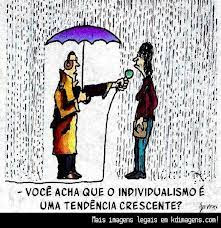 - VOCÊ ACHA QUE O INDIVIDUALISMO É
UMA TENDÊNCIA CRESCENTE?
Mais imagens legais em kdimagens.com!